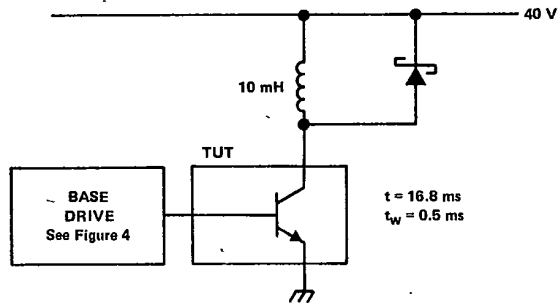 40 V
10 mH
TUT
BASE
DRIVE
See Figure 4
t = 16.8 ms
tw = 0.5 ms